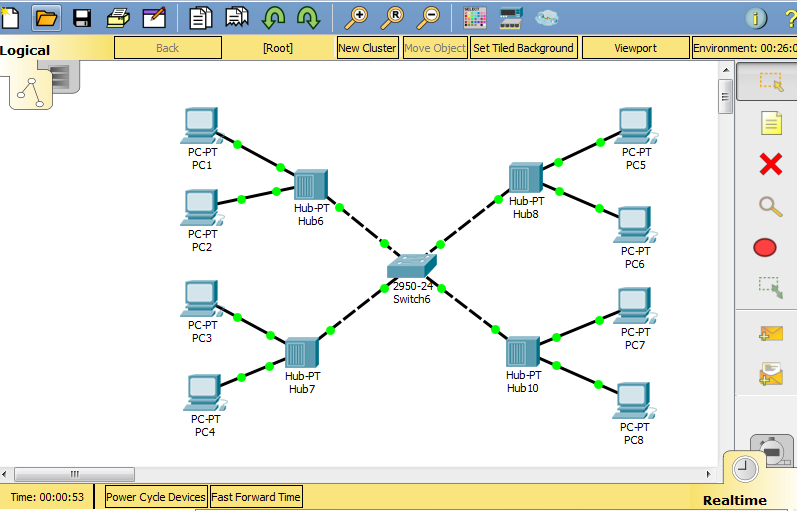 Logical
Back
[Root]
New Cluster
Move Object
Set Tiled Background
Viewport
Environment: 00:26:0
PC-PT
PC1
PC-PT
PC5
Hub-PT
Hub6
Hub-PT
Hub8
PC-PT
PC2
PC-PT
PC6
2950-24
Switch6
PC-PT
PC3
PC-PT
PC7
Hub-PT
Hub7
Hub-PT
Hub10
PC-PT
PC4
PC-PT
PC8
Time: 00:00:53
Power Cycle Devices
Fast Forward Time
Realtime